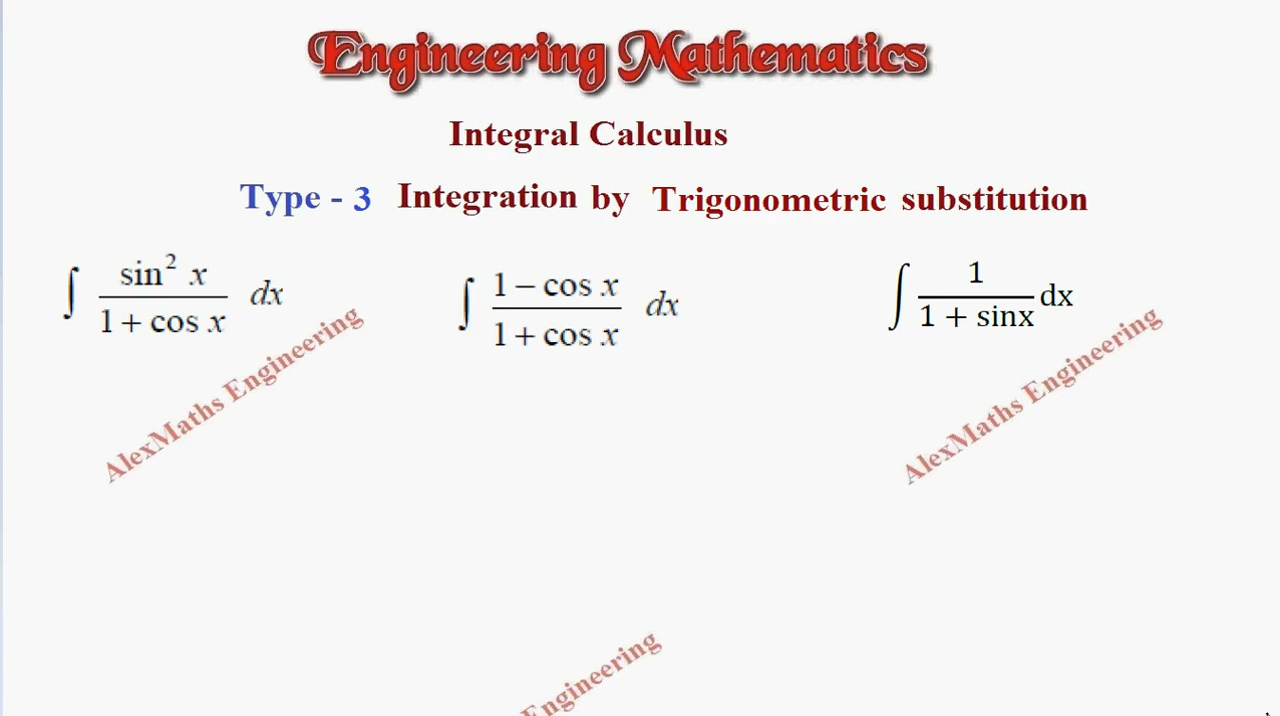 Engineering Mathematics
Integral Calculus
Type - 3 Integration by Trigonometric substitution
∫ sin² x / 1 + cos x dx
∫ 1 − cos x / 1 + cos x dx
∫ 1 / 1 + sinx dx
AlexMaths Engineering
AlexMaths Engineering
Engineering